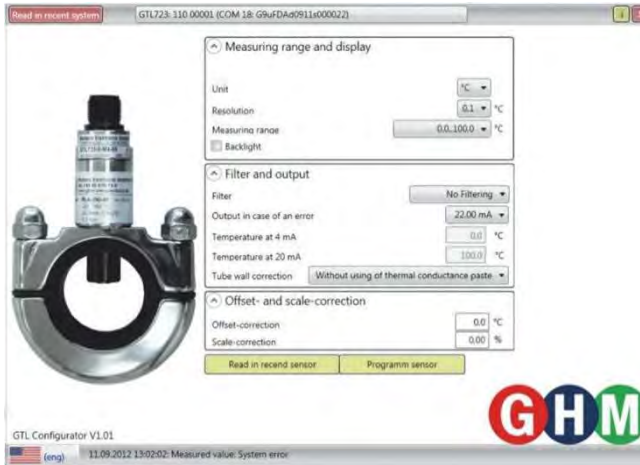 Read in recent system
GTL723: 110 00001 (COM 18: G9uFDAd0911s000022)
i
Measuring range and display
Unit °C
Resolution 0.1 °C
Measuring range 0.0..100.0 °C
Backlight
Filter and output
Filter No Filtering
Output in case of an error 22.00 mA
Temperature at 4 mA 0.0 °C
Temperature at 20 mA 100.0 °C
Tube wall correction Without using of thermal conductance paste
Offset- and scale-correction
Offset-correction 0.0 °C
Scale-correction 0.00 %
Read in recend sensor Programm sensor
GHM
GTL Configurator V1.01
(eng) 11.09.2012 13:02:02: Measured value: System error